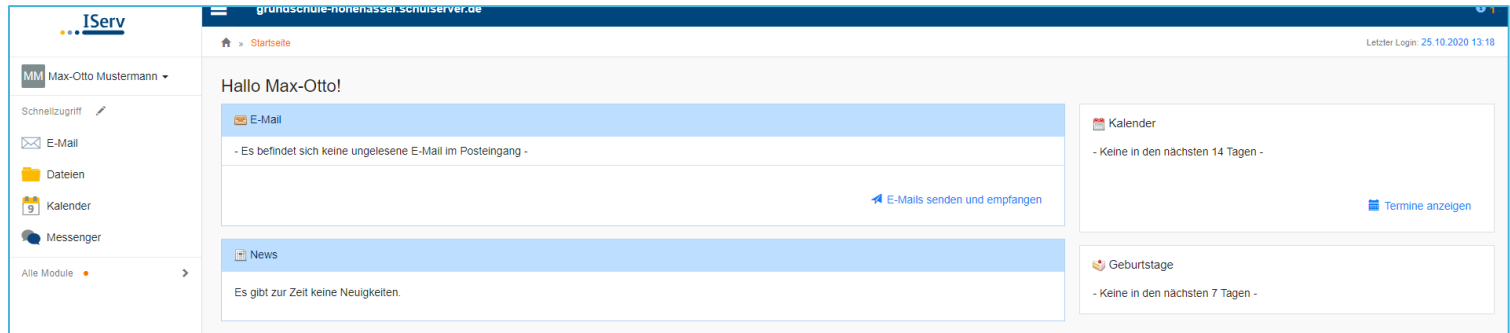 IServ
grundschule-hohenassel.schulserver.de
1
» Startseite
Letzter Login: 25.10.2020 13:18
MM Max-Otto Mustermann
Schnellzugriff
E-Mail
Dateien
9 Kalender
Messenger
Alle Module
Hallo Max-Otto!
E-Mail
- Es befindet sich keine ungelesene E-Mail im Posteingang -
E-Mails senden und empfangen
News
Es gibt zur Zeit keine Neuigkeiten.
Kalender
- Keine in den nächsten 14 Tagen -
Termine anzeigen
Geburtstage
- Keine in den nächsten 7 Tagen -